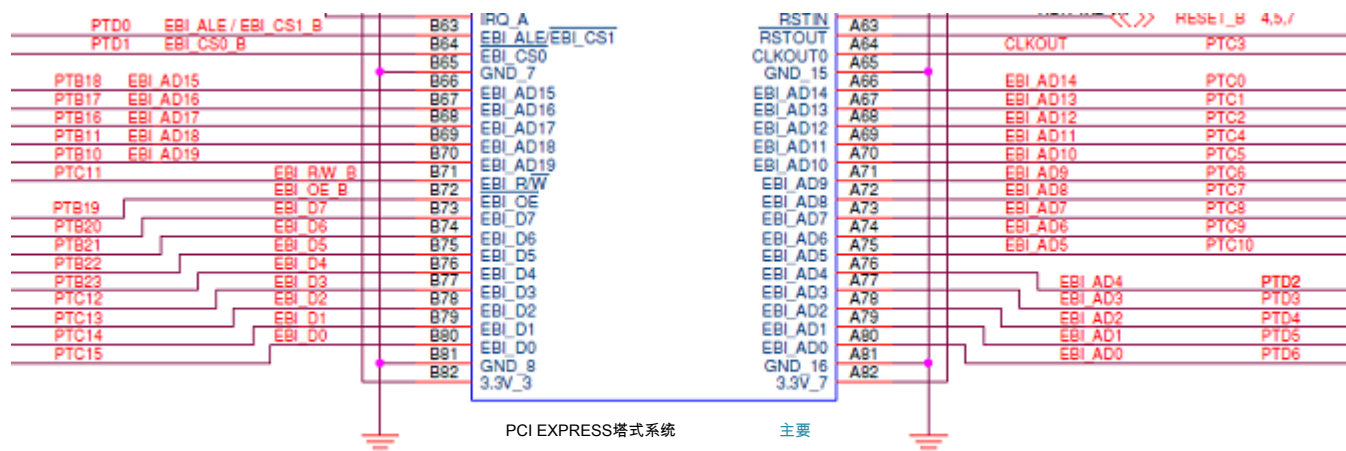 IRQ_A RSTIN RESET_B 4,5,7
PTD0 EBI_ALE / EBI_CS1_B B63 EBI_ALE/EBI_CS1 RSTOUT A63
PTD1 EBI_CS0_B B64 EBI_CS0 CLKOUT0 A64 CLKOUT PTC3
B65 GND_7 GND_15 A65
PTB18 EBI_AD15 B66 EBI_AD15 EBI_AD14 A66 EBI_AD14 PTC0
PTB17 EBI_AD16 B67 EBI_AD16 EBI_AD13 A67 EBI_AD13 PTC1
PTB16 EBI_AD17 B68 EBI_AD17 EBI_AD12 A68 EBI_AD12 PTC2
PTB11 EBI_AD18 B69 EBI_AD18 EBI_AD11 A69 EBI_AD11 PTC4
PTB10 EBI_AD19 B70 EBI_AD19 EBI_AD10 A70 EBI_AD10 PTC5
PTC11 EBI_R/W_B B71 EBI_R/W EBI_AD9 A71 EBI_AD9 PTC6
EBI_OE_B B72 EBI_OE EBI_AD8 A72 EBI_AD8 PTC7
PTB19 EBI_D7 B73 EBI_D7 EBI_AD7 A73 EBI_AD7 PTC8
PTB20 EBI_D6 B74 EBI_D6 EBI_AD6 A74 EBI_AD6 PTC9
PTB21 EBI_D5 B75 EBI_D5 EBI_AD5 A75 EBI_AD5 PTC10
PTB22 EBI_D4 B76 EBI_D4 EBI_AD4 A76 EBI_AD4 PTD2
PTB23 EBI_D3 B77 EBI_D3 EBI_AD3 A77 EBI_AD3 PTD3
PTC12 EBI_D2 B78 EBI_D2 EBI_AD2 A78 EBI_AD2 PTD4
PTC13 EBI_D1 B79 EBI_D1 EBI_AD1 A79 EBI_AD1 PTD5
PTC14 EBI_D0 B80 EBI_D0 EBI_AD0 A80 EBI_AD0 PTD6
PTC15 B81 GND_8 GND_16 A81
B82 3.3V_3 3.3V_7 A82
PCI EXPRESS塔式系统 主要